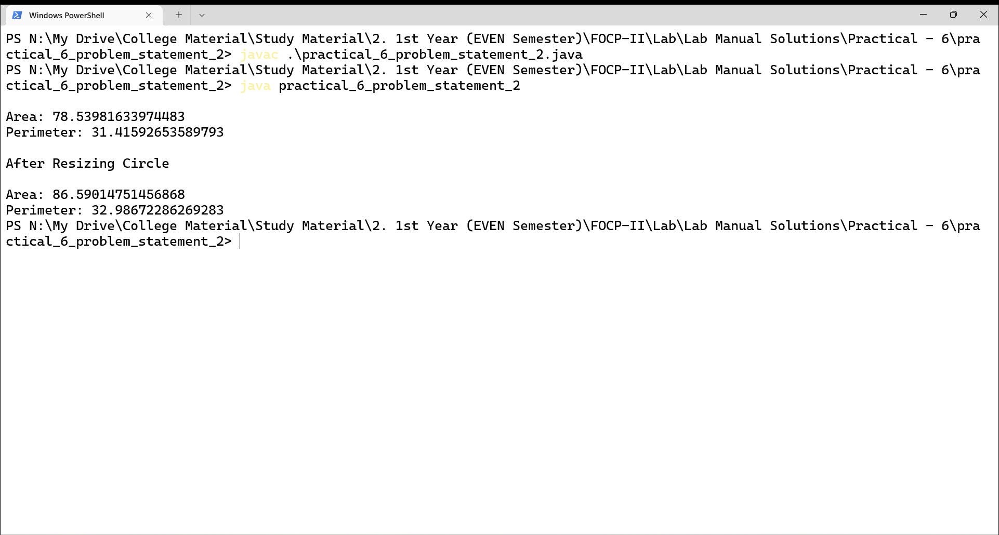 Windows PowerShell
PS N:\My Drive\College Material\Study Material\2. 1st Year (EVEN Semester)\FOCP-II\Lab\Lab Manual Solutions\Practical - 6\pra
ctical_6_problem_statement_2> javac .\practical_6_problem_statement_2.java
PS N:\My Drive\College Material\Study Material\2. 1st Year (EVEN Semester)\FOCP-II\Lab\Lab Manual Solutions\Practical - 6\pra
ctical_6_problem_statement_2> java practical_6_problem_statement_2
Area: 78.53981633974483
Perimeter: 31.41592653589793
After Resizing Circle
Area: 86.59014751456868
Perimeter: 32.98672286269283
PS N:\My Drive\College Material\Study Material\2. 1st Year (EVEN Semester)\FOCP-II\Lab\Lab Manual Solutions\Practical - 6\pra
ctical_6_problem_statement_2>